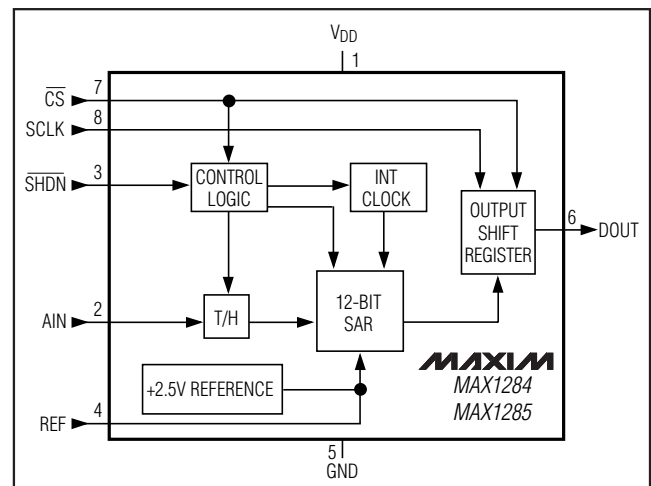 VDD
1
CS 7
SCLK 8
SHDN 3
CONTROL
LOGIC
INT
CLOCK
OUTPUT
SHIFT
REGISTER
6 DOUT
AIN 2
T/H
12-BIT
SAR
+2.5V REFERENCE
MAXIM
MAX1284
MAX1285
REF 4
5
GND